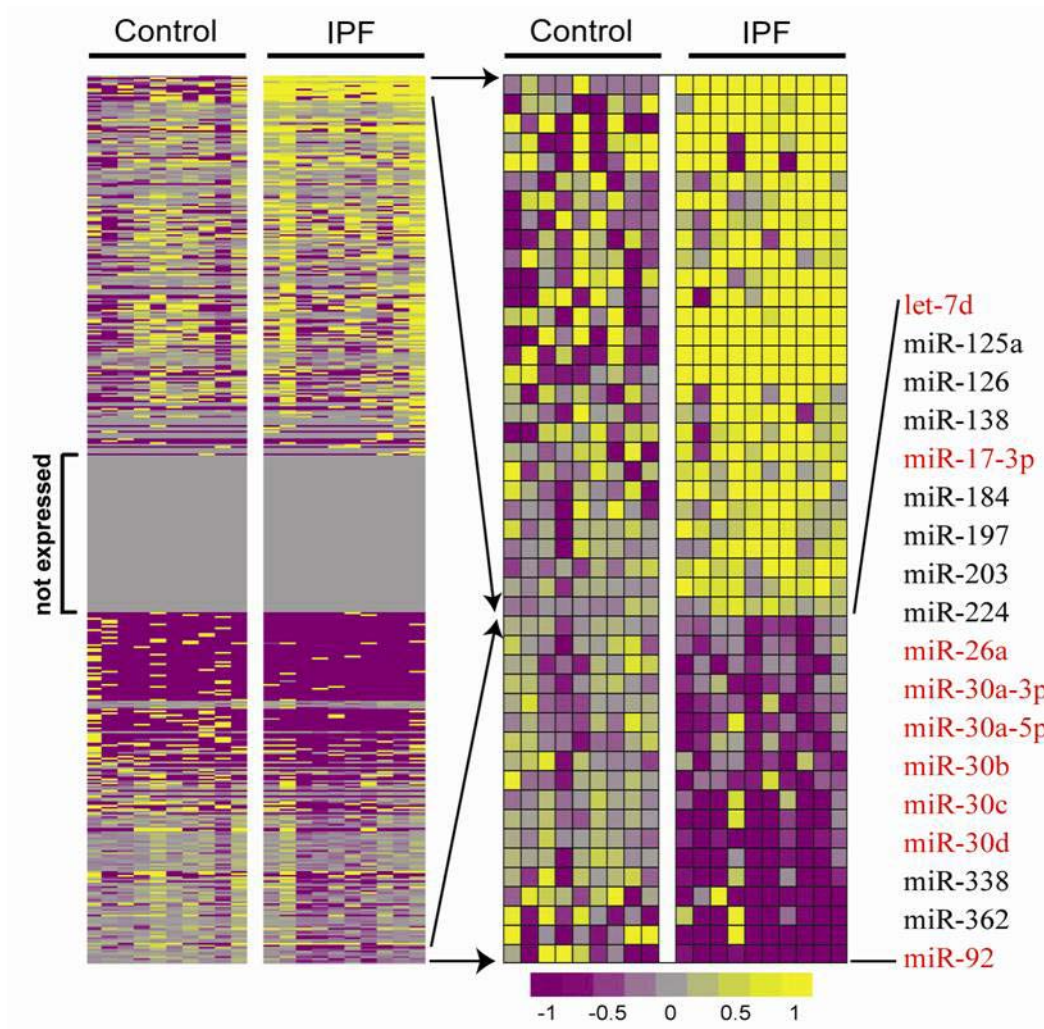 Control
IPF
Control
IPF
not expressed
let-7d
miR-125a
miR-126
miR-138
miR-17-3p
miR-184
miR-197
miR-203
miR-224
miR-26a
miR-30a-3p
miR-30a-5p
miR-30b
miR-30c
miR-30d
miR-338
miR-362
miR-92
-1 -0.5 0 0.5 1